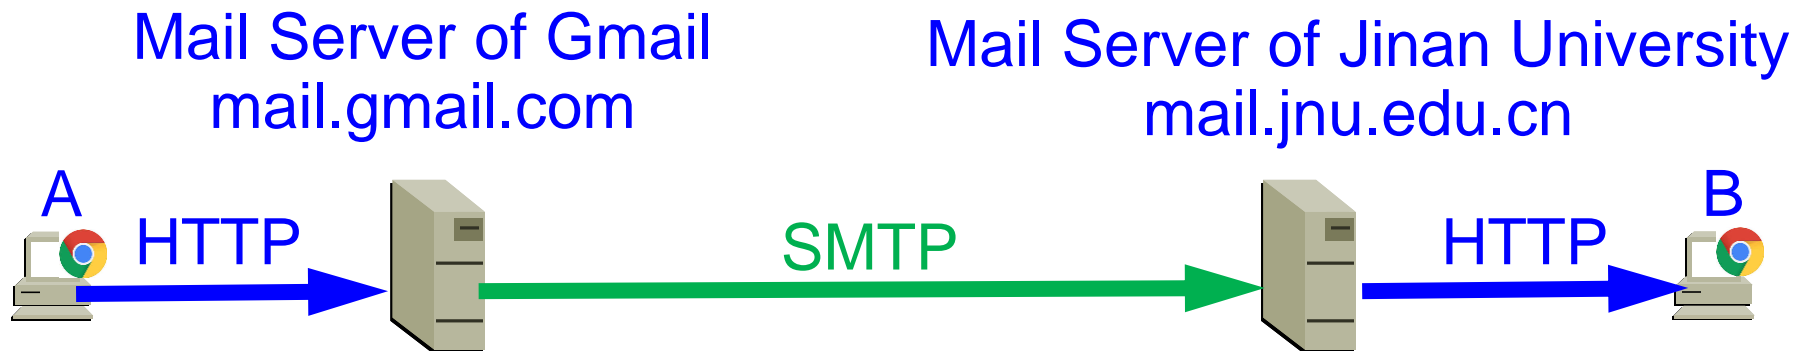 Mail Server of Gmail
mail.gmail.com
Mail Server of Jinan University
mail.jnu.edu.cn
A
HTTP
SMTP
HTTP
B